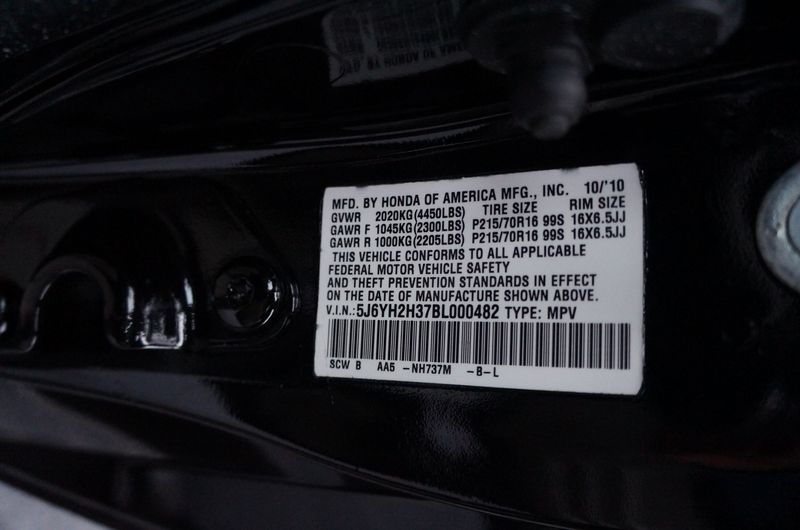 MFD. BY HONDA OF AMERICA MFG., INC. 10/'10
GVWR 2020KG(4450LBS) TIRE SIZE RIM SIZE
GAWR F 1045KG(2300LBS) P215/70R16 99S 16X6.5JJ
GAWR R 1000KG(2205LBS) P215/70R16 99S 16X6.5JJ
THIS VEHICLE CONFORMS TO ALL APPLICABLE
FEDERAL MOTOR VEHICLE SAFETY
AND THEFT PREVENTION STANDARDS IN EFFECT
ON THE DATE OF MANUFACTURE SHOWN ABOVE.
V.I.N.:5J6YH2H37BL000482 TYPE: MPV
SCW B AA5 -NH737M -B-L